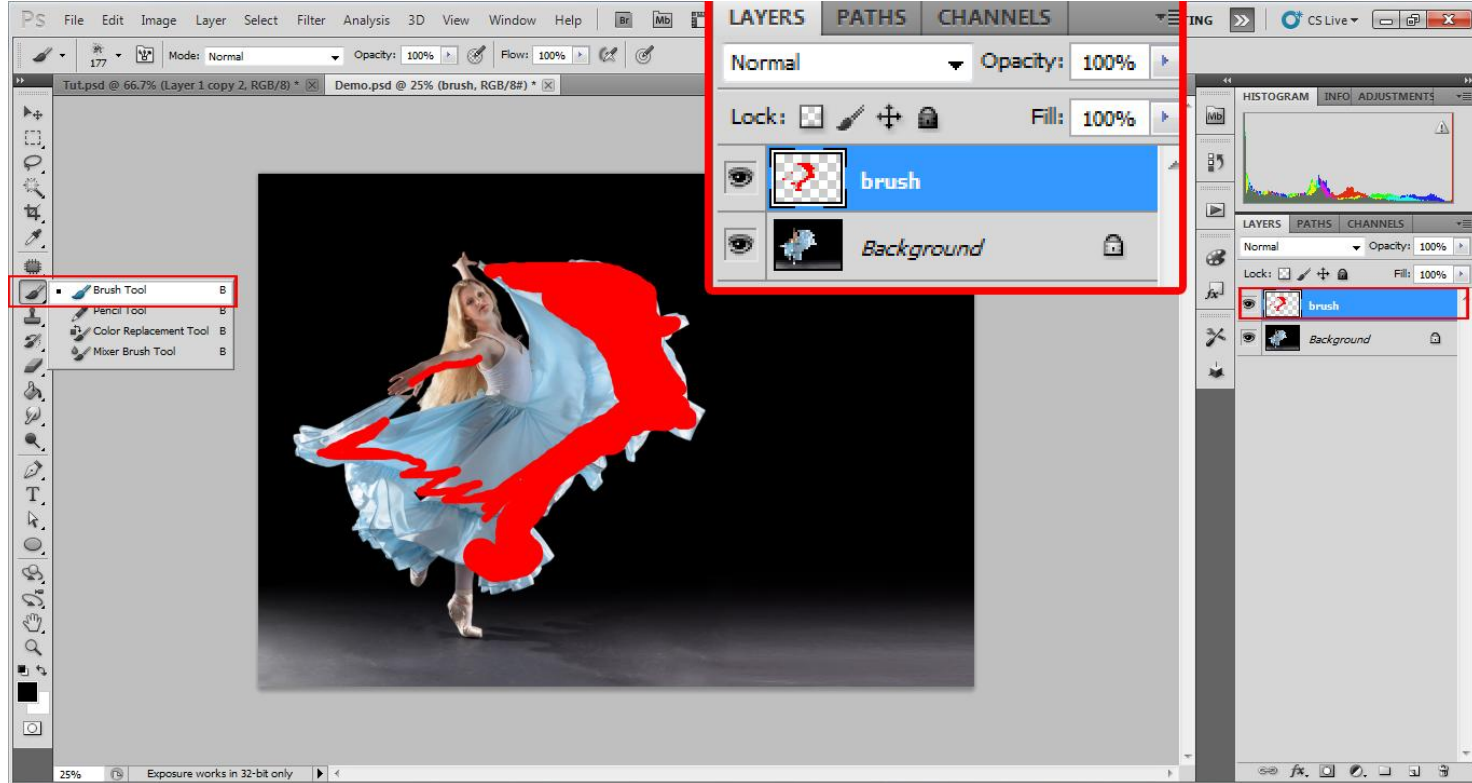 Ps File Edit Image Layer Select Filter Analysis 3D View Window Help Br Mb
TING CS Live
177 Mode: Normal Opacity: 100% Flow: 100%
Tut.psd @ 66.7% (Layer 1 copy 2, RGB/8) * Demo.psd @ 25% (brush, RGB/8#) *
LAYERS PATHS CHANNELS
Normal Opacity: 100%
Lock: Fill: 100%
brush
Background
Brush Tool B
Pencil Tool B
Color Replacement Tool B
Mixer Brush Tool B
T
Mb
fx
HISTOGRAM INFO ADJUSTMENTS
LAYERS PATHS CHANNELS
Normal Opacity: 100%
Lock: Fill: 100%
brush
Background
25% Exposure works in 32-bit only
fx.